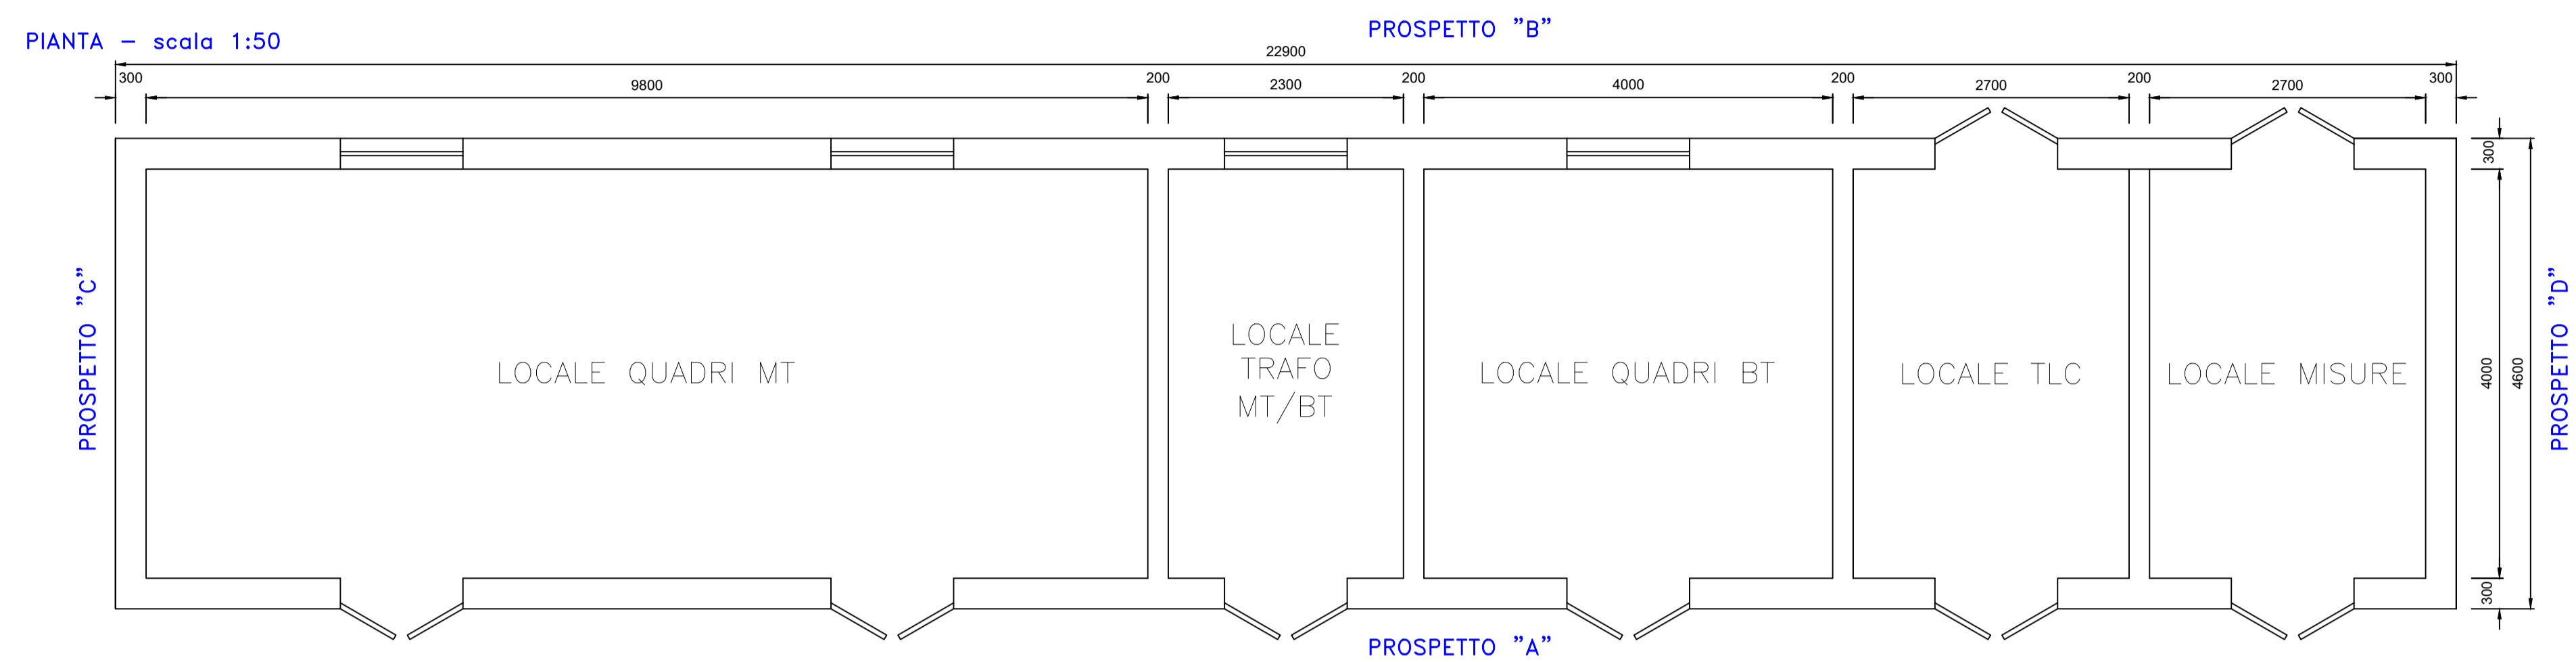 PROSPETTO "B"
PIANTA – scala 1:50
22900
300 9800 200 2300 200 4000 200 2700 200 2700 300
300
PROSPETTO "C"
PROSPETTO "D"
LOCALE
TRAFO
MT/BT
LOCALE QUADRI MT
LOCALE QUADRI BT
LOCALE TLC
LOCALE MISURE
4000
4600
300
PROSPETTO "A"